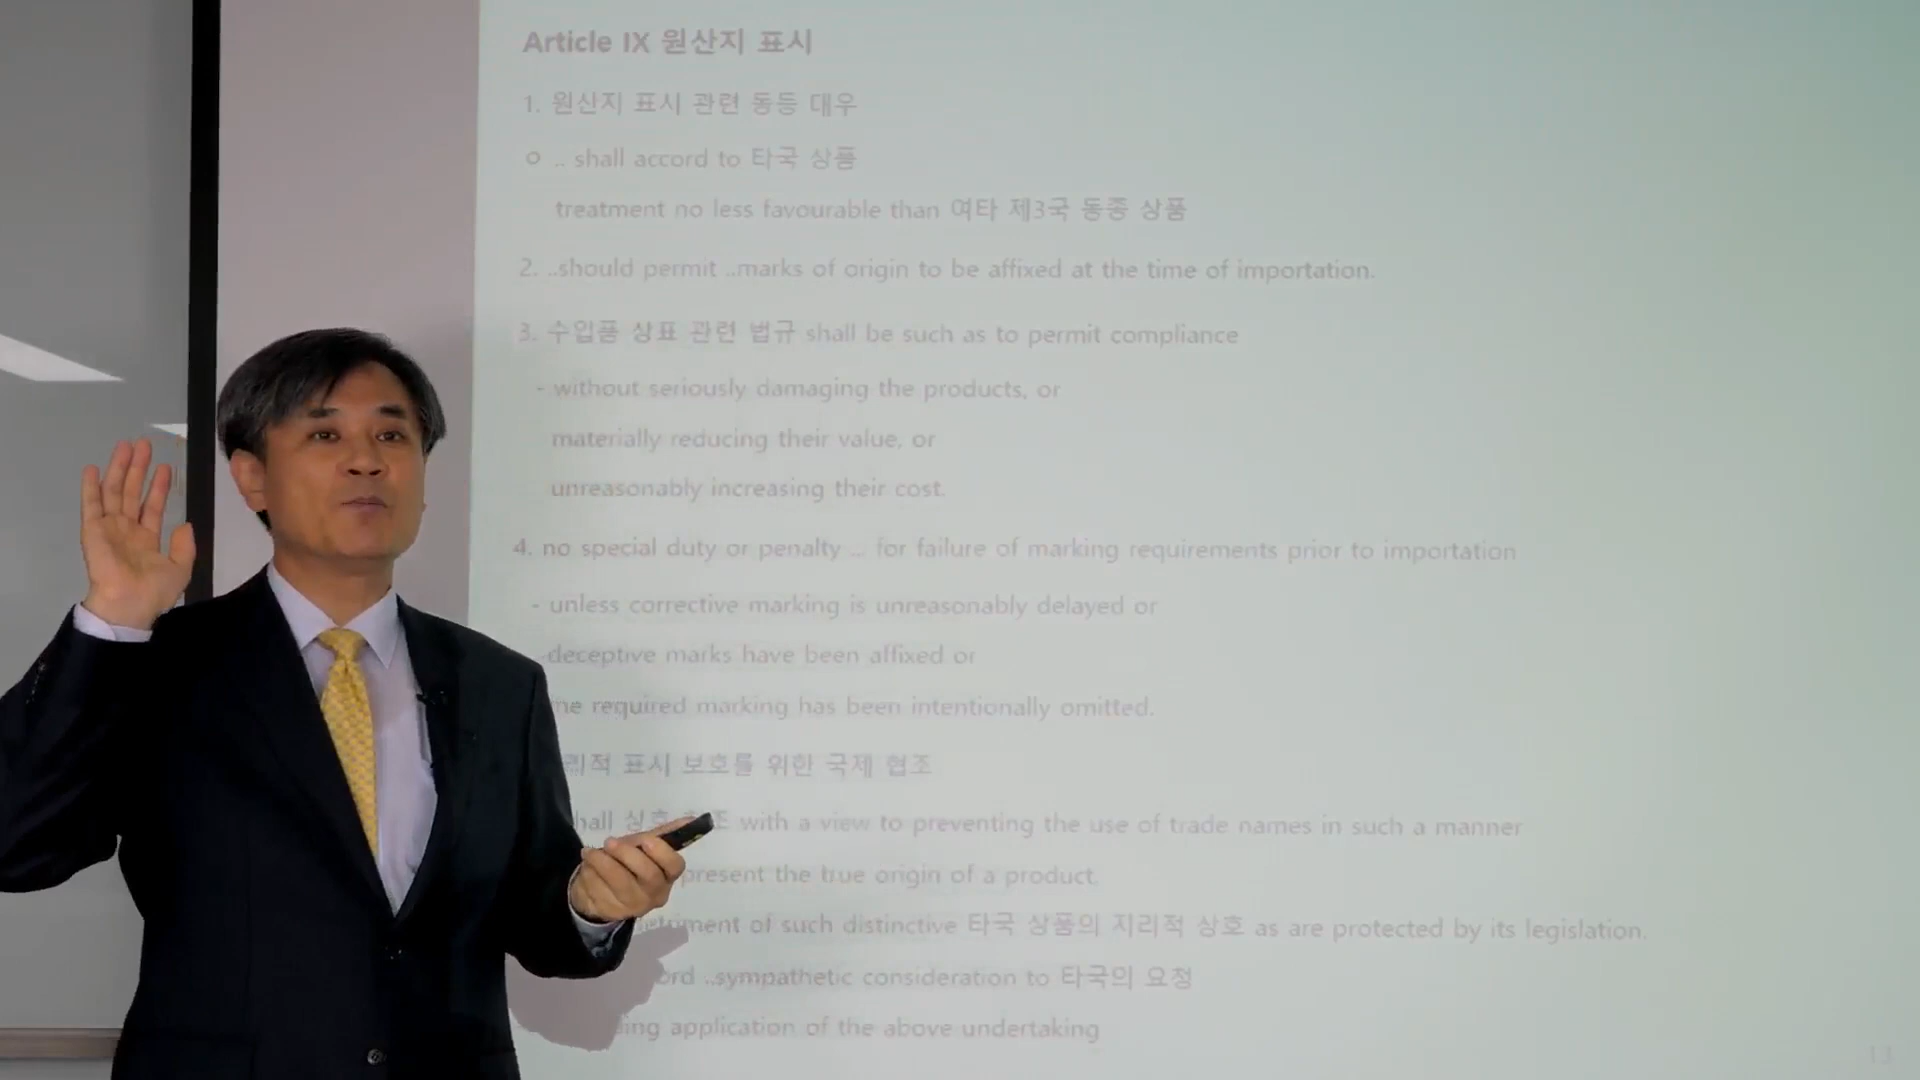 Article IX 원산지 표시
1. 원산지 표시 관련 동등 대우
ㅇ .. shall accord to 타국 상품
treatment no less favourable than 여타 제3국 동종 상품
2. ..should permit ..marks of origin to be affixed at the time of importation.
3. 수입품 상표 관련 법규 shall be such as to permit compliance
- without seriously damaging the products, or
materially reducing their value, or
unreasonably increasing their cost.
4. no special duty or penalty ... for failure of marking requirements prior to importation
- unless corrective marking is unreasonably delayed or
deceptive marks have been affixed or
required marking has been intentionally omitted.
표시 보호를 위한 국제 협조
상호 with a view to preventing the use of trade names in such a manner
present the true origin of a product.
of such distinctive 타국 상품의 지리적 상호 as are protected by its legislation.
..sympathetic consideration to 타국의 요청
application of the above undertaking
13